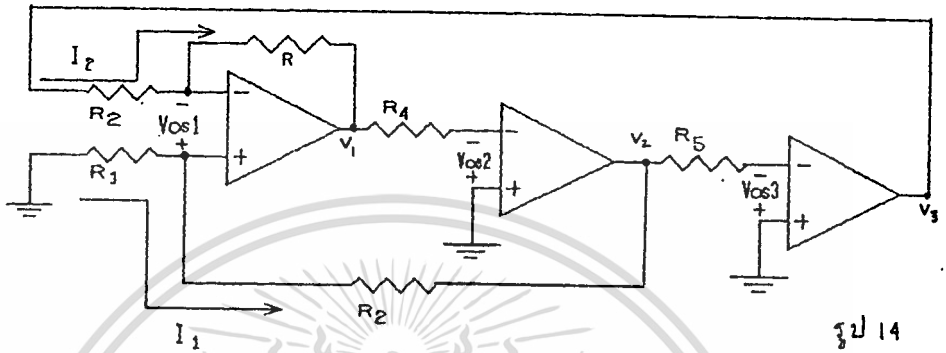 I₂
R
R₂
R₄
−
−
Vos1
+
+
V₁
−
−
Vos2
+
+
V₂
R₅
−
−
Vos3
+
+
V₃
R₁
R₂
I₁
รูป 14